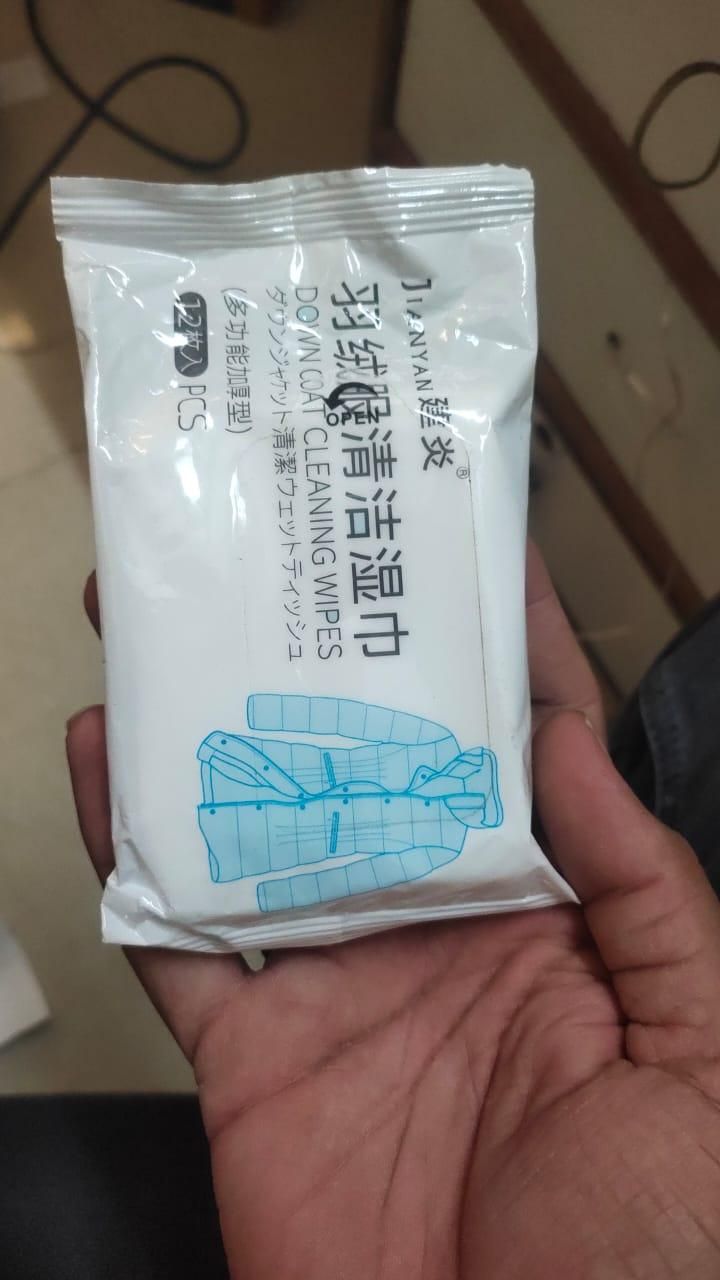 JIANYAN 建炎®
羽绒服清洁湿巾
OPEN
DOWN COAT CLEANING WIPES
ダウンジャケット清潔ウェットティッシュ
(多功能加厚型)
12枚入 PCS